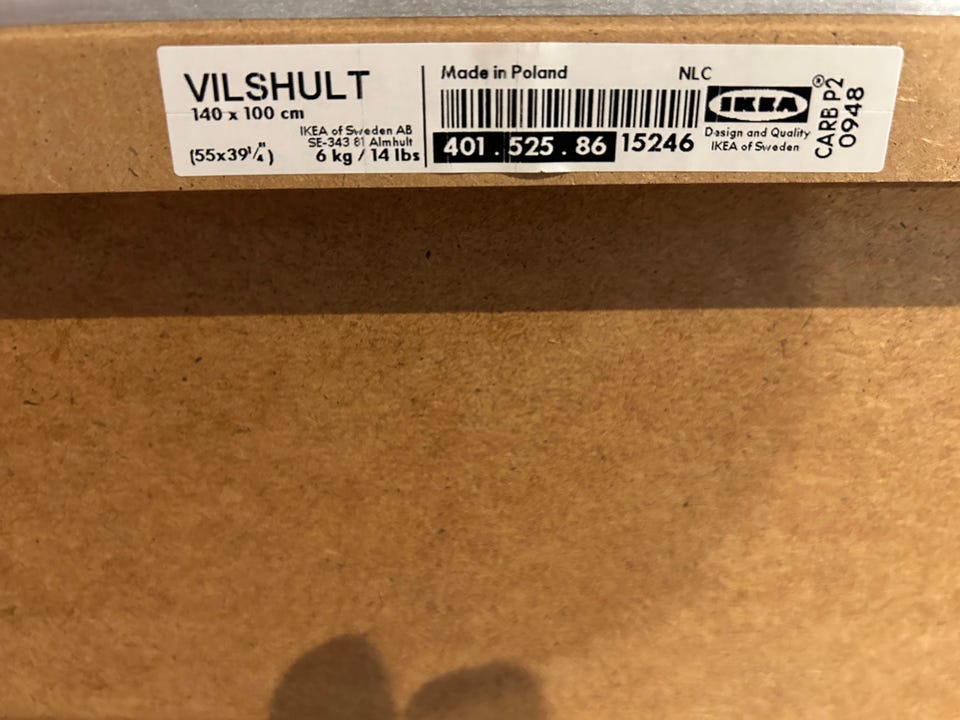 VILSHULT
140 x 100 cm
IKEA of Sweden AB
SE-343 81 Almhult
(55x39¼") 6 kg / 14 lbs
Made in Poland NLC
401.525.86 15246
IKEA
®
Design and Quality
IKEA of Sweden
CARB P2
0948